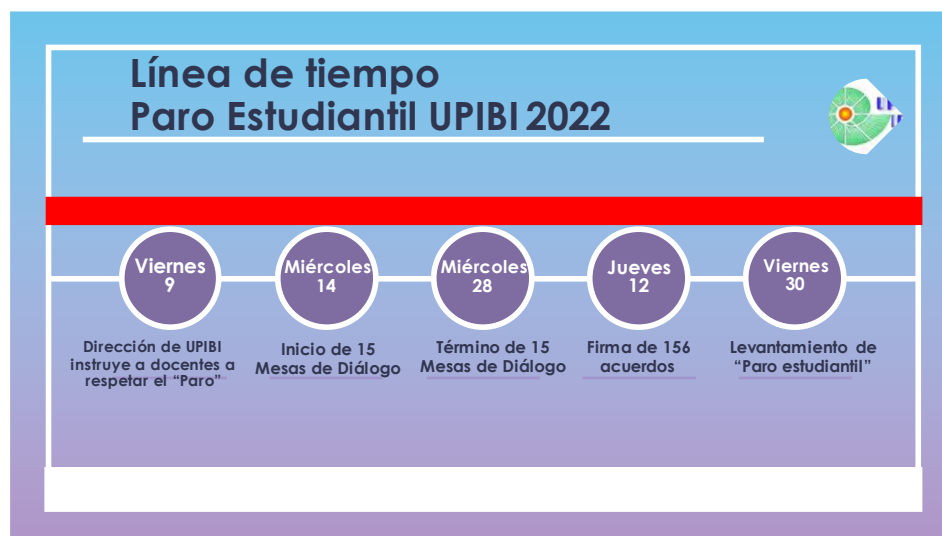 Línea de tiempo
Paro Estudiantil UPIBI 2022
Viernes
9
Miércoles
14
Miércoles
28
Jueves
12
Viernes
30
Dirección de UPIBI
instruye a docentes a
respetar el “Paro”
Inicio de 15
Mesas de Diálogo
Término de 15
Mesas de Diálogo
Firma de 156
acuerdos
Levantamiento de
“Paro estudiantil”